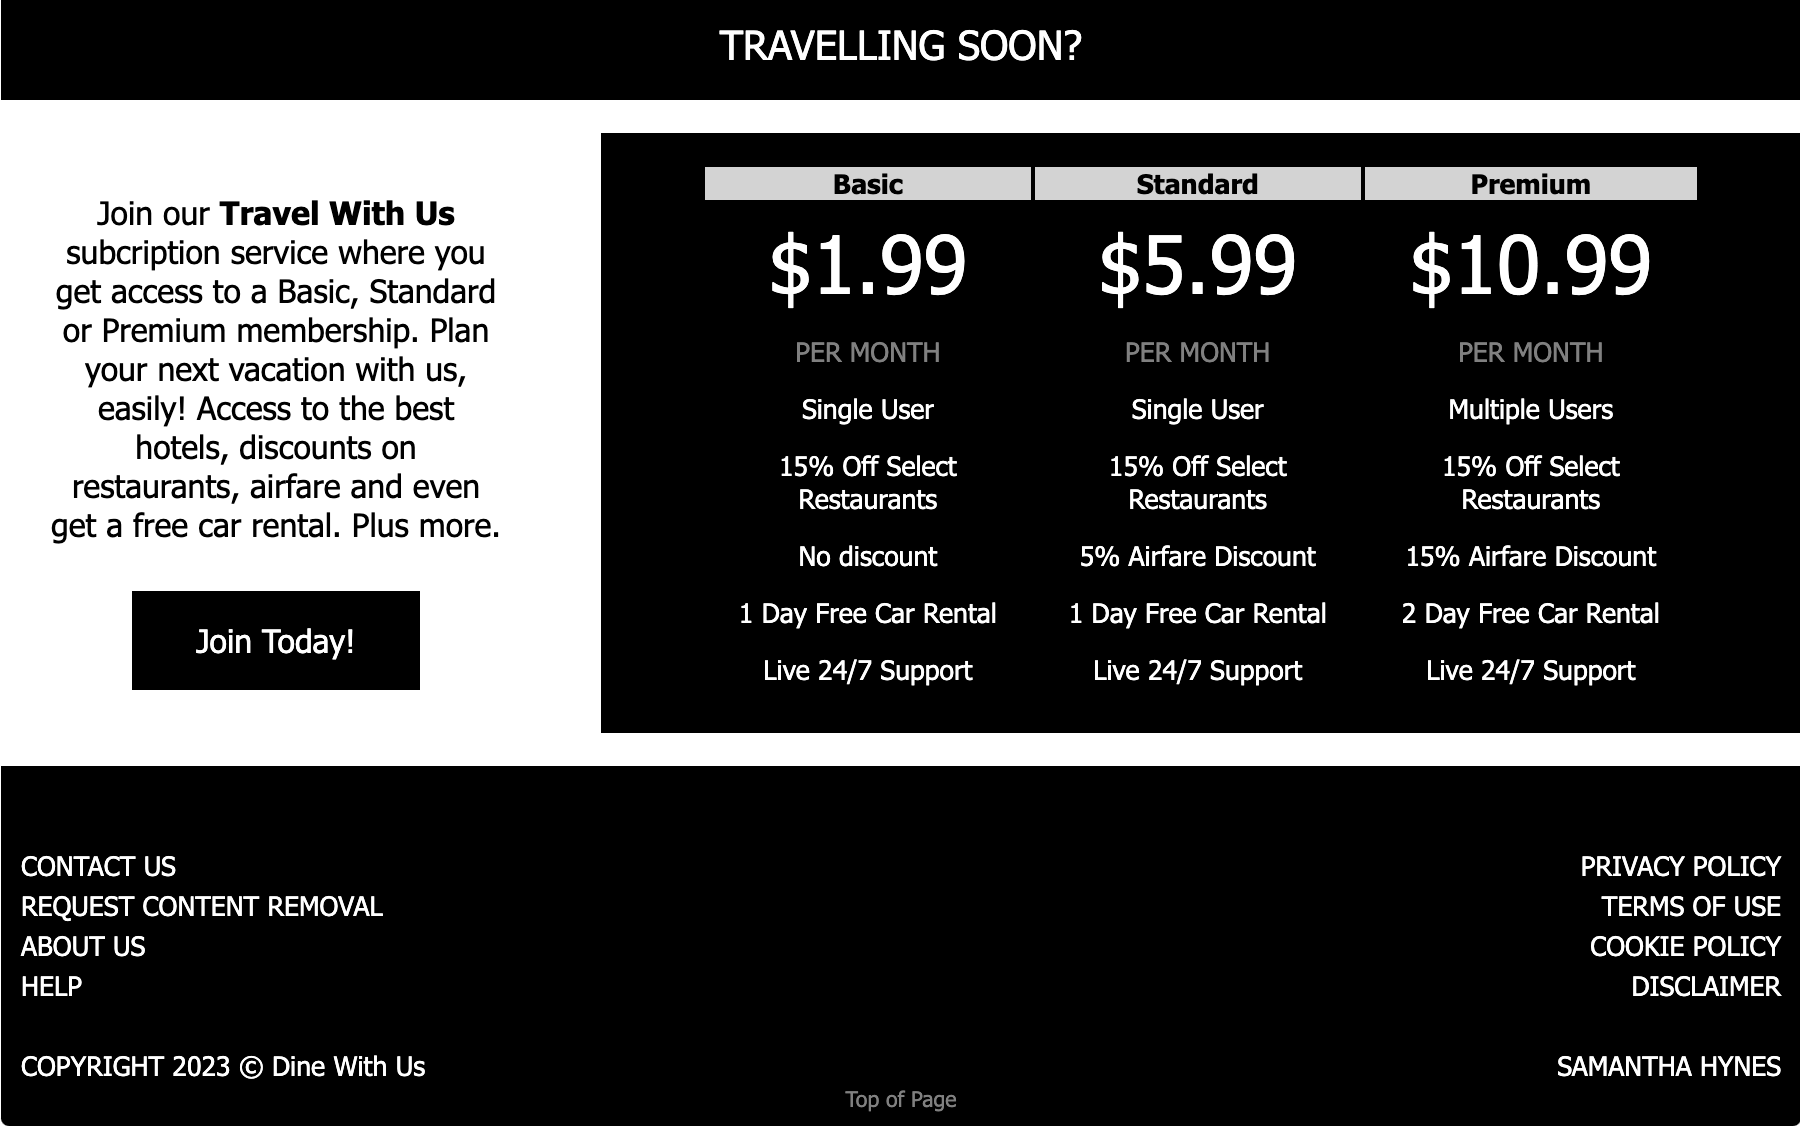 TRAVELLING SOON?
Join our Travel With Us
subcription service where you
get access to a Basic, Standard
or Premium membership. Plan
your next vacation with us,
easily! Access to the best
hotels, discounts on
restaurants, airfare and even
get a free car rental. Plus more.
Join Today!
Basic
$1.99
PER MONTH
Single User
15% Off Select
Restaurants
No discount
1 Day Free Car Rental
Live 24/7 Support
Standard
$5.99
PER MONTH
Single User
15% Off Select
Restaurants
5% Airfare Discount
1 Day Free Car Rental
Live 24/7 Support
Premium
$10.99
PER MONTH
Multiple Users
15% Off Select
Restaurants
15% Airfare Discount
2 Day Free Car Rental
Live 24/7 Support
CONTACT US
REQUEST CONTENT REMOVAL
ABOUT US
HELP
COPYRIGHT 2023 © Dine With Us
PRIVACY POLICY
TERMS OF USE
COOKIE POLICY
DISCLAIMER
SAMANTHA HYNES
Top of Page